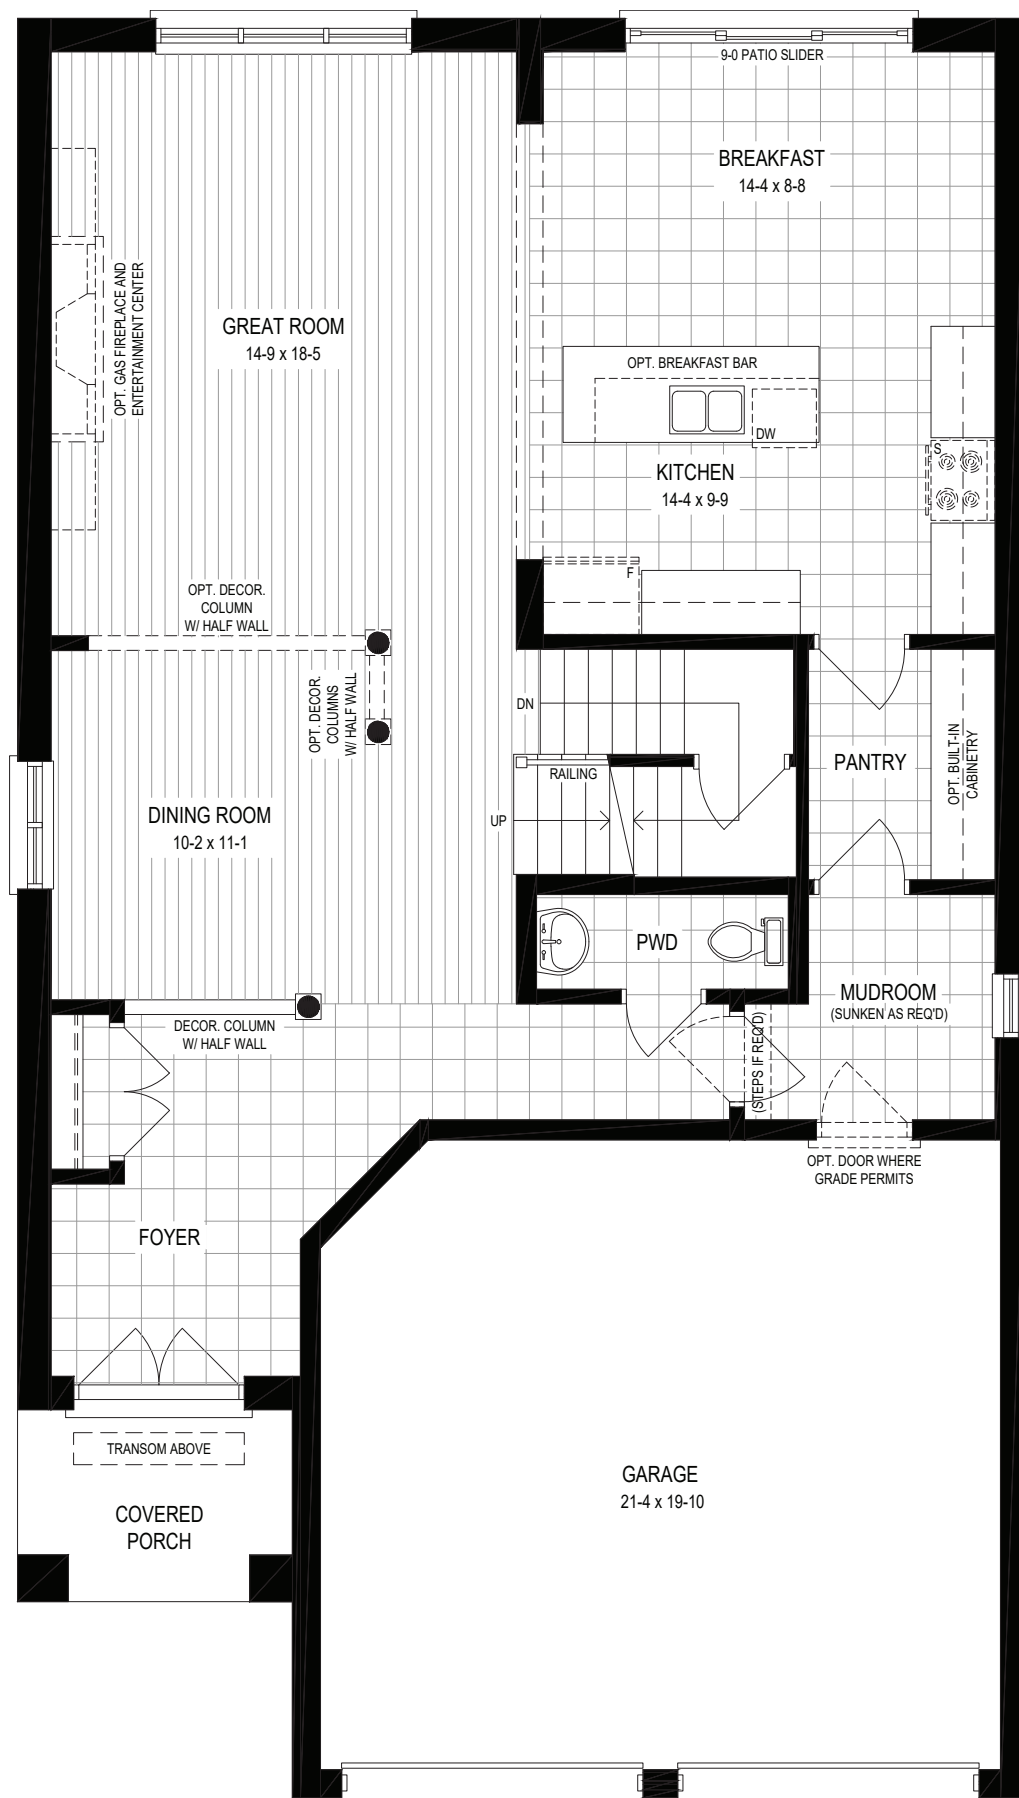 9-0 PATIO SLIDER
BREAKFAST
14-4 x 8-8
OPT. GAS FIREPLACE AND
ENTERTAINMENT CENTER
GREAT ROOM
14-9 x 18-5
OPT. BREAKFAST BAR
DW
S
KITCHEN
14-4 x 9-9
F
OPT. DECOR.
COLUMN
W/ HALF WALL
OPT. DECOR.
COLUMNS
W/ HALF WALL
DN
RAILING
UP
PANTRY
OPT. BUILT-IN
CABINETRY
DINING ROOM
10-2 x 11-1
PWD
MUDROOM
(SUNKEN AS REQ'D)
DECOR. COLUMN
W/ HALF WALL
(STEPS IF REQ'D)
OPT. DOOR WHERE
GRADE PERMITS
FOYER
TRANSOM ABOVE
COVERED
PORCH
GARAGE
21-4 x 19-10